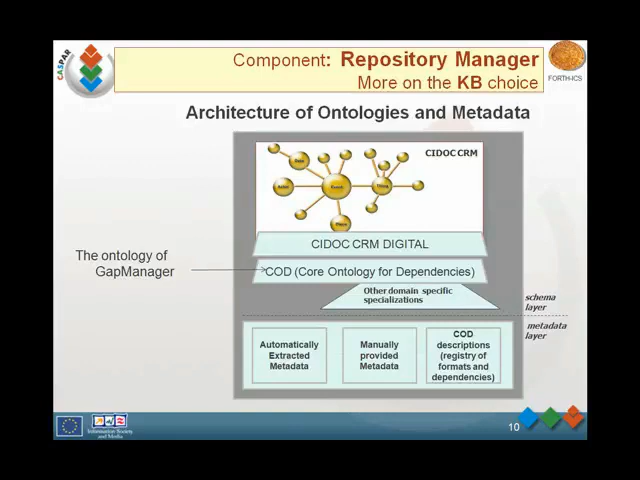 CASPAR
Component: Repository Manager
More on the KB choice
FORTH-ICS
Architecture of Ontologies and Metadata
CIDOC CRM
Thing
CIDOC CRM DIGITAL
The ontology of
GapManager
COD (Core Ontology for Dependencies)
Other domain specific
specializations
schema
layer
metadata
layer
Automatically
Extracted
Metadata
Manually
provided
Metadata
COD
descriptions
(registry of
formats and
dependencies)
Information Society
and Media
10